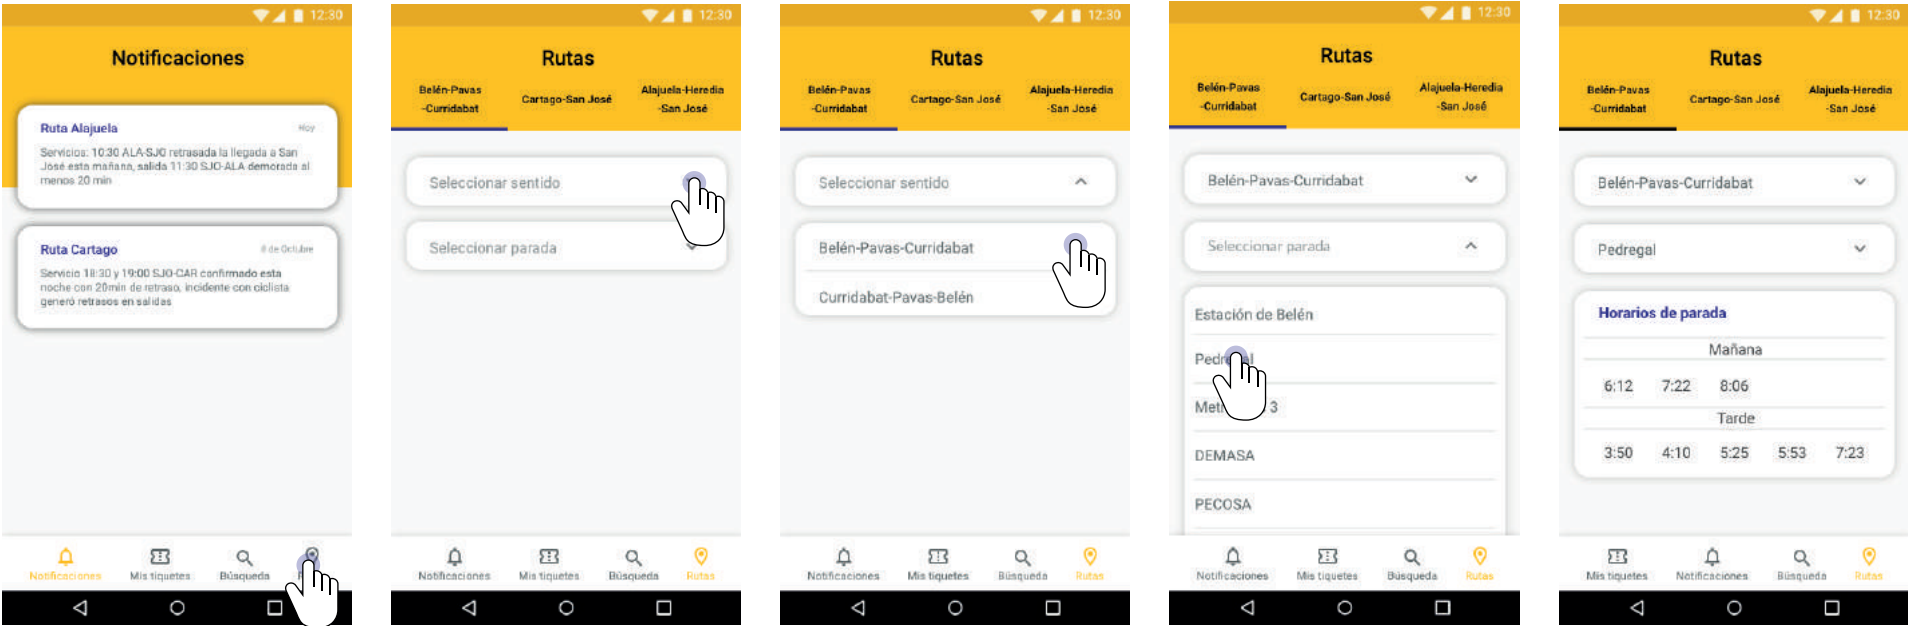 12:30
Notificaciones
Ruta Alajuela
Hoy
Servicios: 10:30 ALA-SJO retrasada la llegada a San
José esta mañana, salida 11:30 SJO-ALA demorada al
menos 20 min
Ruta Cartago
8 de Octubre
Servicio 18:30 y 19:00 SJO-CAR confirmado esta
noche con 20min de retraso, incidente con ciclista
generó retrasos en salidas
Notificaciones
Mis tiquetes
Búsqueda
12:30
Rutas
Belén-Pavas
-Curridabat
Cartago-San José
Alajuela-Heredia
-San José
Seleccionar sentido
Seleccionar parada
Notificaciones
Mis tiquetes
Búsqueda
Rutas
12:30
Rutas
Belén-Pavas
-Curridabat
Cartago-San José
Alajuela-Heredia
-San José
Seleccionar sentido
Belén-Pavas-Curridabat
Curridabat-Pavas-Belén
Notificaciones
Mis tiquetes
Búsqueda
Rutas
12:30
Rutas
Belén-Pavas
-Curridabat
Cartago-San José
Alajuela-Heredia
-San José
Belén-Pavas-Curridabat
Seleccionar parada
Estación de Belén
Pedregal
3
DEMASA
PECOSA
Notificaciones
Mis tiquetes
Búsqueda
Rutas
12:30
Rutas
Belén-Pavas
-Curridabat
Cartago-San José
Alajuela-Heredia
-San José
Belén-Pavas-Curridabat
Pedregal
Horarios de parada
Mañana
6:12 7:22 8:06
Tarde
3:50 4:10 5:25 5:53 7:23
Mis tiquetes
Notificaciones
Búsqueda
Rutas